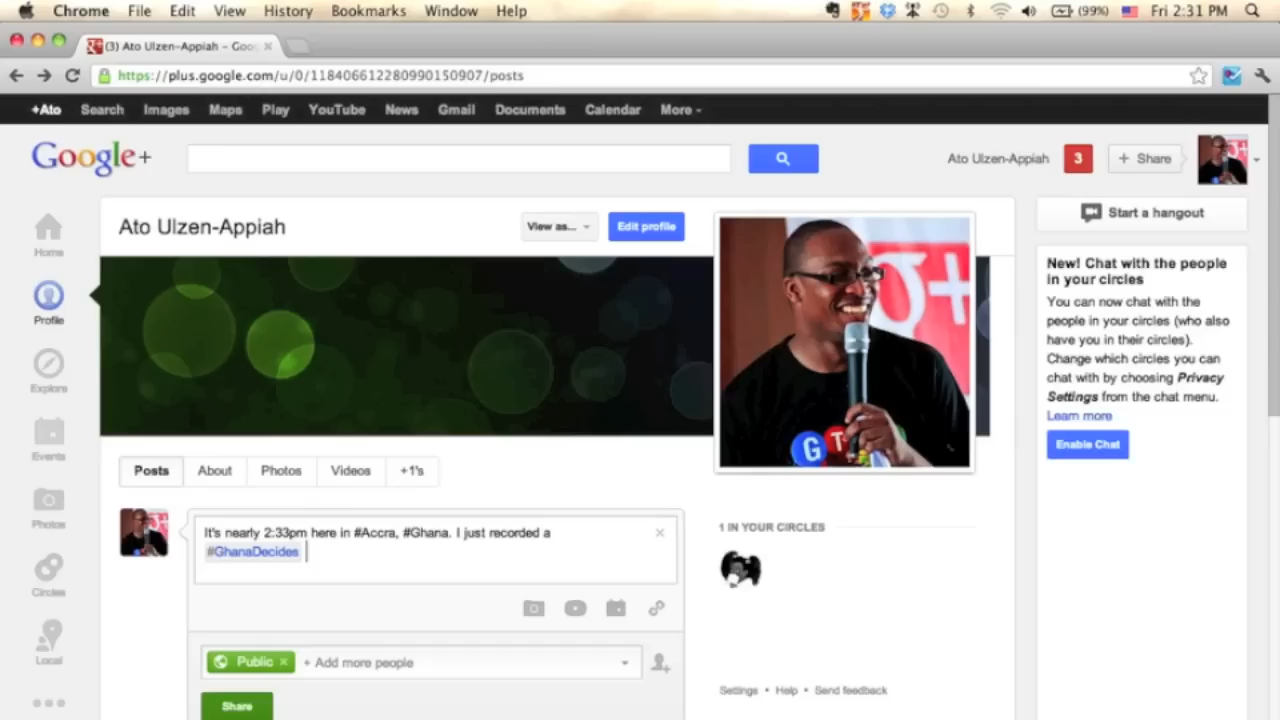 Chrome File Edit View History Bookmarks Window Help (99%) Fri 2:31 PM
(3) Ato Ulzen-Appiah - Goo
https://plus.google.com/u/0/118406612280990150907/posts
+Ato Search Images Maps Play YouTube News Gmail Documents Calendar More
Google+
Ato Ulzen-Appiah 3 + Share
Ato Ulzen-Appiah View as... Edit profile
Start a hangout
Home
Profile
Explore
Events
Photos
Circles
Local
Posts About Photos Videos +1's
It's nearly 2:33pm here in #Accra, #Ghana. I just recorded a
#GhanaDecides
Public × + Add more people
Share
1 IN YOUR CIRCLES
Settings • Help • Send feedback
New! Chat with the people
in your circles
You can now chat with the
people in your circles (who also
have you in their circles).
Change which circles you can
chat with by choosing Privacy
Settings from the chat menu.
Learn more
Enable Chat
G T